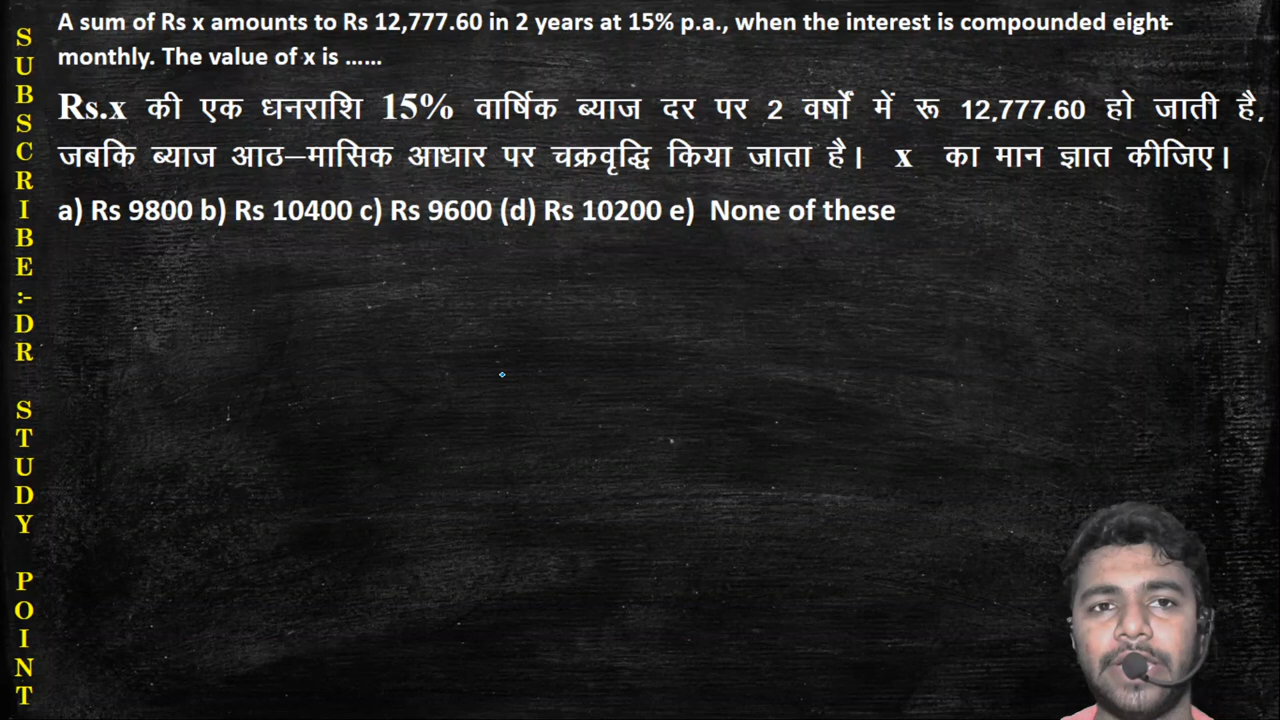 A sum of Rs x amounts to Rs 12,777.60 in 2 years at 15% p.a., when the interest is compounded eight-
monthly. The value of x is ……
Rs.x की एक धनराशि 15% वार्षिक ब्याज दर पर 2 वर्षों में रू 12,777.60 हो जाती है,
जबकि ब्याज आठ–मासिक आधार पर चक्रवृद्धि किया जाता है। x का मान ज्ञात कीजिए।
a) Rs 9800 b) Rs 10400 c) Rs 9600 (d) Rs 10200 e) None of these
SUBSCRIBE:-DR STUDY POINT